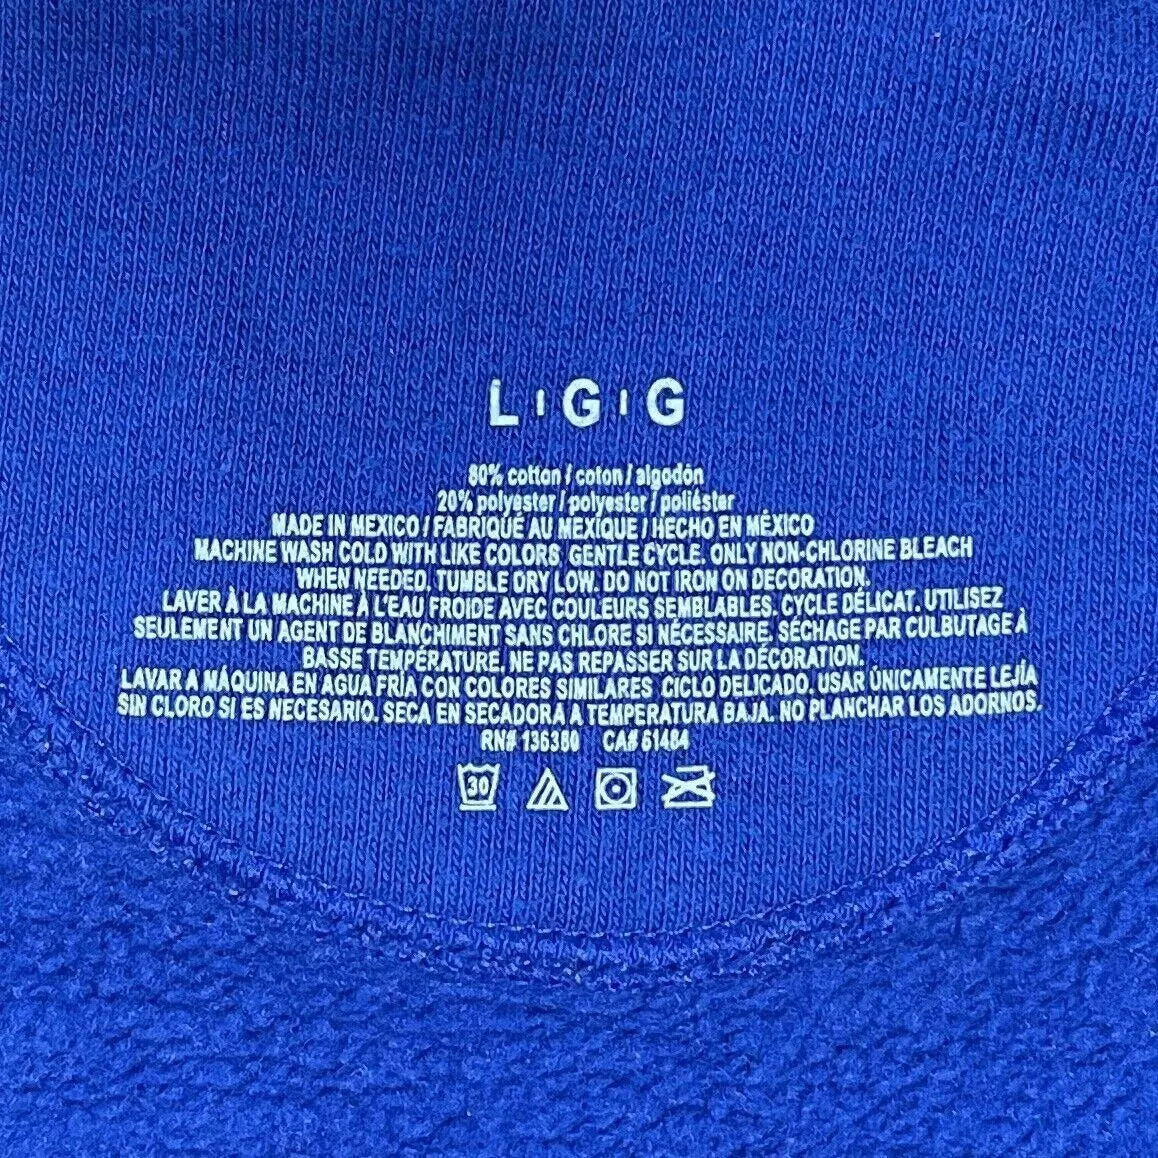 L | G | G
80% cotton / coton / algodón
20% polyester / polyester / poliéster
MADE IN MEXICO / FABRIQUÉ AU MEXIQUE / HECHO EN MÉXICO
MACHINE WASH COLD WITH LIKE COLORS. GENTLE CYCLE. ONLY NON-CHLORINE BLEACH
WHEN NEEDED. TUMBLE DRY LOW. DO NOT IRON ON DECORATION.
LAVER À LA MACHINE À L'EAU FROIDE AVEC COULEURS SEMBLABLES. CYCLE DÉLICAT. UTILISEZ
SEULEMENT UN AGENT DE BLANCHIMENT SANS CHLORE SI NÉCESSAIRE. SÉCHAGE PAR CULBUTAGE À
BASSE TEMPÉRATURE. NE PAS REPASSER SUR LA DÉCORATION.
LAVAR A MÁQUINA EN AGUA FRÍA CON COLORES SIMILARES CICLO DELICADO. USAR ÚNICAMENTE LEJÍA
SIN CLORO SI ES NECESARIO. SECA EN SECADORA A TEMPERATURA BAJA. NO PLANCHAR LOS ADORNOS.
RN# 136380 CA# 51484
30